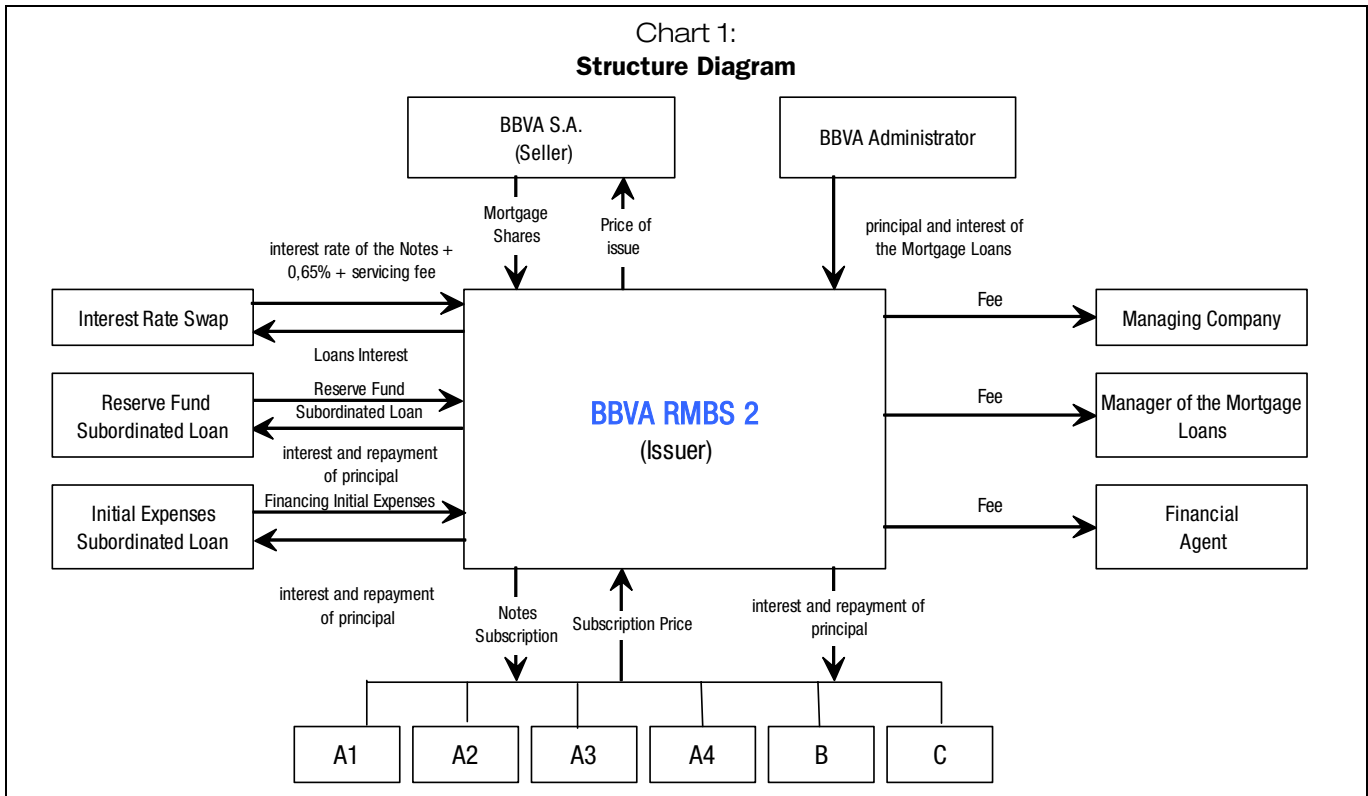 Chart 1:
Structure Diagram
BBVA S.A.
(Seller)
BBVA Administrator
Mortgage
Shares
Price of
issue
principal and interest of
the Mortgage Loans
interest rate of the Notes +
0,65% + servicing fee
Interest Rate Swap
Loans Interest
Reserve Fund
Subordinated Loan
Reserve Fund
Subordinated Loan
interest and repayment
of principal
Financing Initial Expenses
Initial Expenses
Subordinated Loan
interest and repayment
of principal
BBVA RMBS 2
(Issuer)
Fee
Managing Company
Fee
Manager of the Mortgage
Loans
Fee
Financial
Agent
Notes
Subscription
Subscription Price
interest and repayment of
principal
A1
A2
A3
A4
B
C